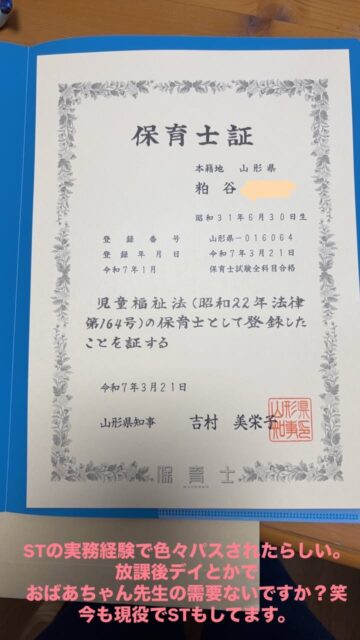 保育士証
本籍地 山形県
粕谷
昭和31年6月30日生
登録番号 山形県-016064
登録年月日 令和7年3月21日
令和7年1月 保育士試験全科目合格
児童福祉法(昭和22年法律
第164号)の保育士として登録した
ことを証する
令和7年3月21日
山形県知事 吉村 美栄子
山形県
知事印
保育士
STの実務経験で色々パスされたらしい。
放課後デイとかで
おばあちゃん先生の需要ないですか？笑
今も現役でSTもしてます。